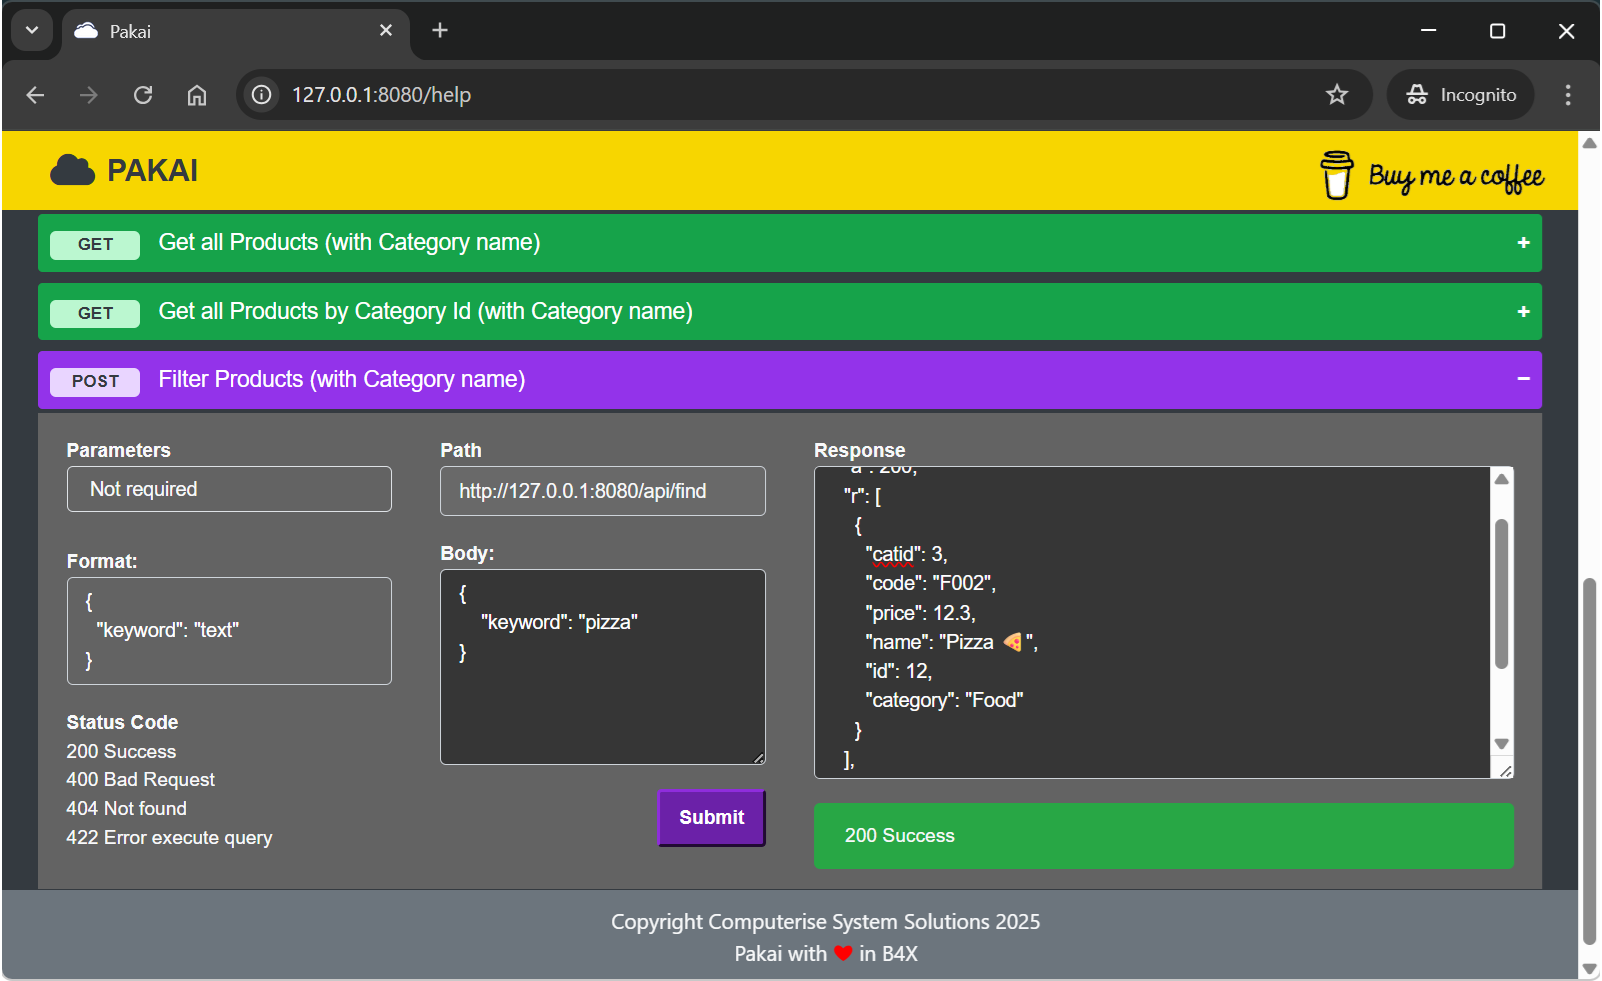 Pakai
127.0.0.1:8080/help
Incognito
PAKAI
Buy me a coffee
GET Get all Products (with Category name) +
GET Get all Products by Category Id (with Category name) +
POST Filter Products (with Category name) −
Parameters
Not required
Format:
{
"keyword": "text"
}
Status Code
200 Success
400 Bad Request
404 Not found
422 Error execute query
Path
http://127.0.0.1:8080/api/find
Body:
{
"keyword": "pizza"
}
Submit
Response
"r": [
{
"catid": 3,
"code": "F002",
"price": 12.3,
"name": "Pizza 🍕",
"id": 12,
"category": "Food"
}
],
200 Success
Copyright Computerise System Solutions 2025
Pakai with ❤ in B4X